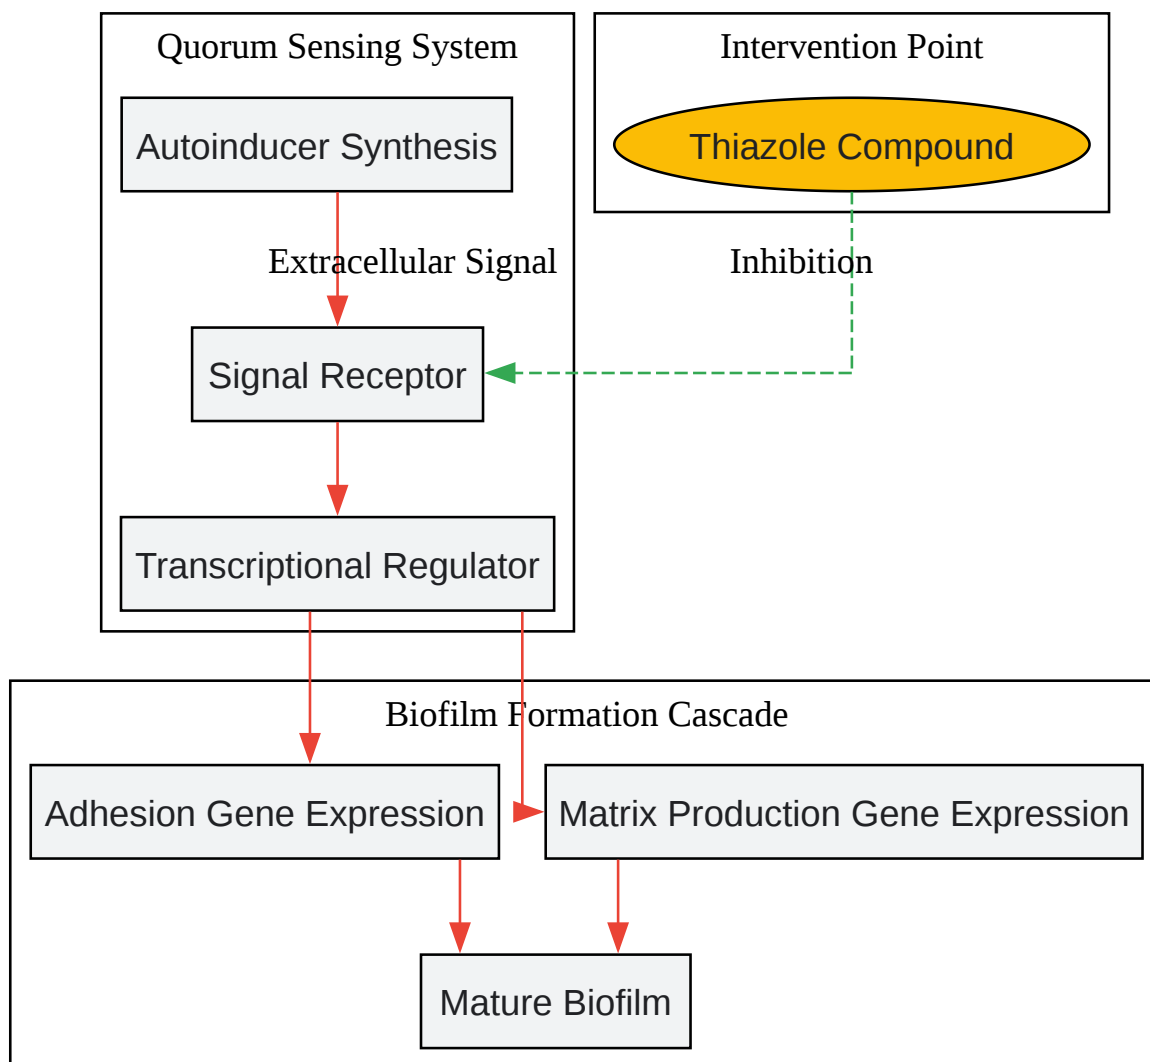 Quorum Sensing System
Intervention Point
Autoinducer Synthesis
Thiazole Compound
Extracellular Signal
Inhibition
Signal Receptor
Transcriptional Regulator
Biofilm Formation Cascade
Adhesion Gene Expression
Matrix Production Gene Expression
Mature Biofilm